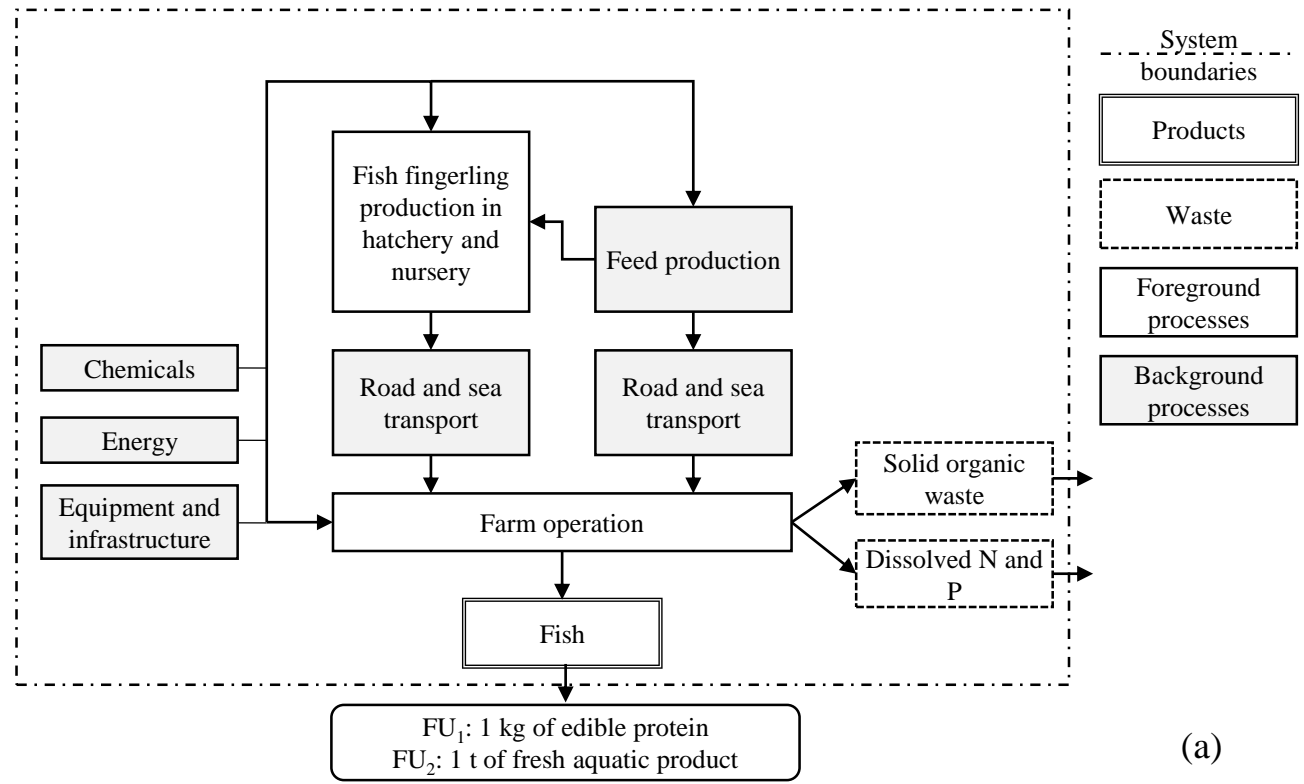 Fish fingerling
production in
hatchery and
nursery
Feed production
Chemicals
Energy
Equipment and
infrastructure
Road and sea
transport
Road and sea
transport
Farm operation
Solid organic
waste
Dissolved N and
P
Fish
FU₁: 1 kg of edible protein
FU₂: 1 t of fresh aquatic product
System
boundaries
Products
Waste
Foreground
processes
Background
processes
(a)